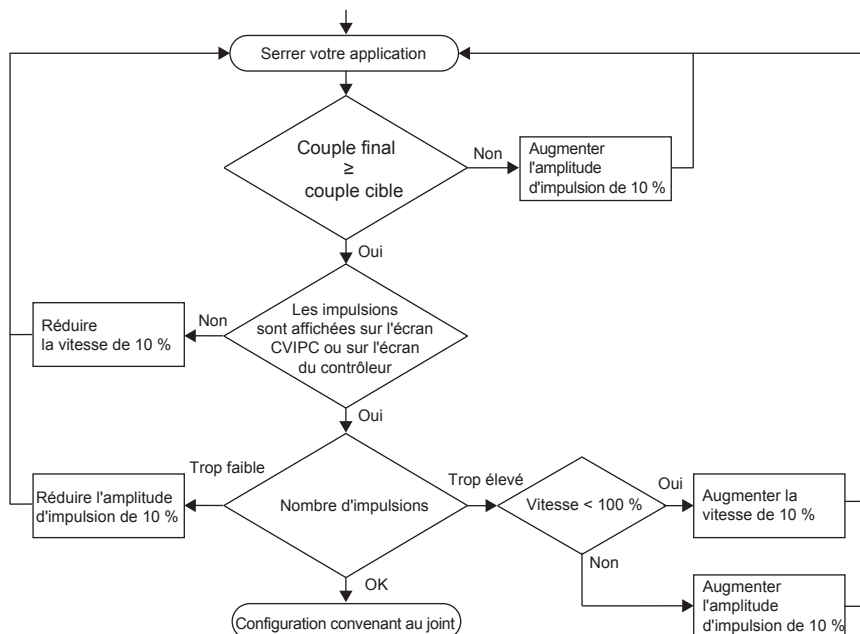 Serrer votre application
Couple final
≥
couple cible
Non
Augmenter
l'amplitude
d'impulsion de 10 %
Oui
Les impulsions
sont affichées sur l'écran
CVIPC ou sur l'écran
du contrôleur
Non
Réduire
la vitesse de 10 %
Oui
Trop faible
Réduire l'amplitude
d'impulsion de 10 %
Nombre d'impulsions
Trop élevé
Vitesse < 100 %
Oui
Augmenter la
vitesse de 10 %
Non
Augmenter
l'amplitude
d'impulsion de 10 %
OK
Configuration convenant au joint